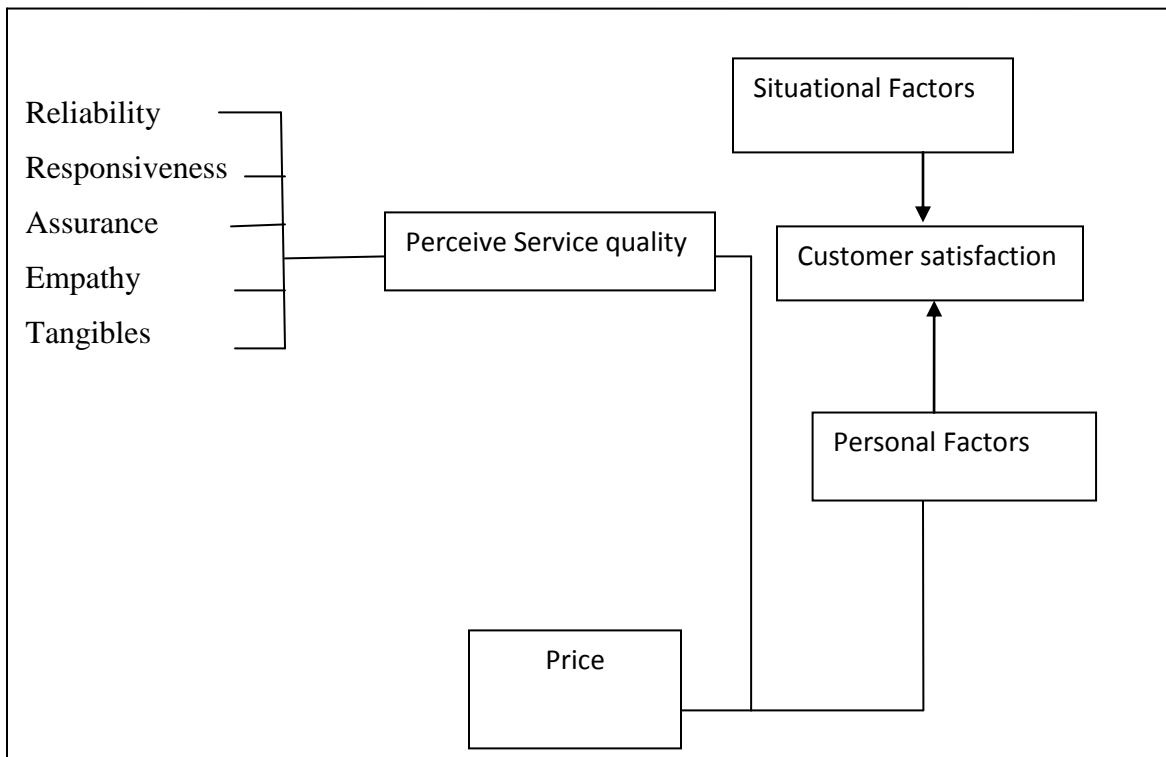 Reliability
Responsiveness
Assurance
Empathy
Tangibles
Perceive Service quality
Situational Factors
Customer satisfaction
Personal Factors
Price